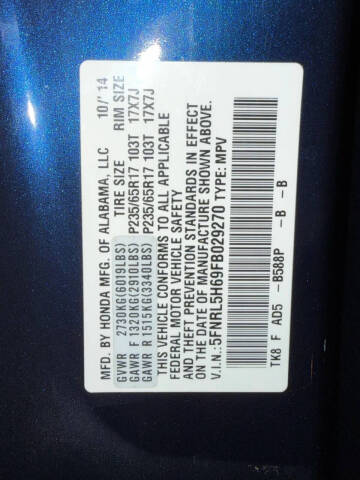 MFD. BY HONDA MFG. OF ALABAMA, LLC 10/'14
TIRE SIZE RIM SIZE
GVWR 2730KG(6019LBS)
GAWR F 1320KG(2910LBS) P235/65R17 103T 17X7J
GAWR R 1515KG(3340LBS) P235/65R17 103T 17X7J
THIS VEHICLE CONFORMS TO ALL APPLICABLE
FEDERAL MOTOR VEHICLE SAFETY
AND THEFT PREVENTION STANDARDS IN EFFECT
ON THE DATE OF MANUFACTURE SHOWN ABOVE.
V.I.N.:5FNRL5H69FB029270 TYPE: MPV
TK8 F AD5 -B588P -B -B